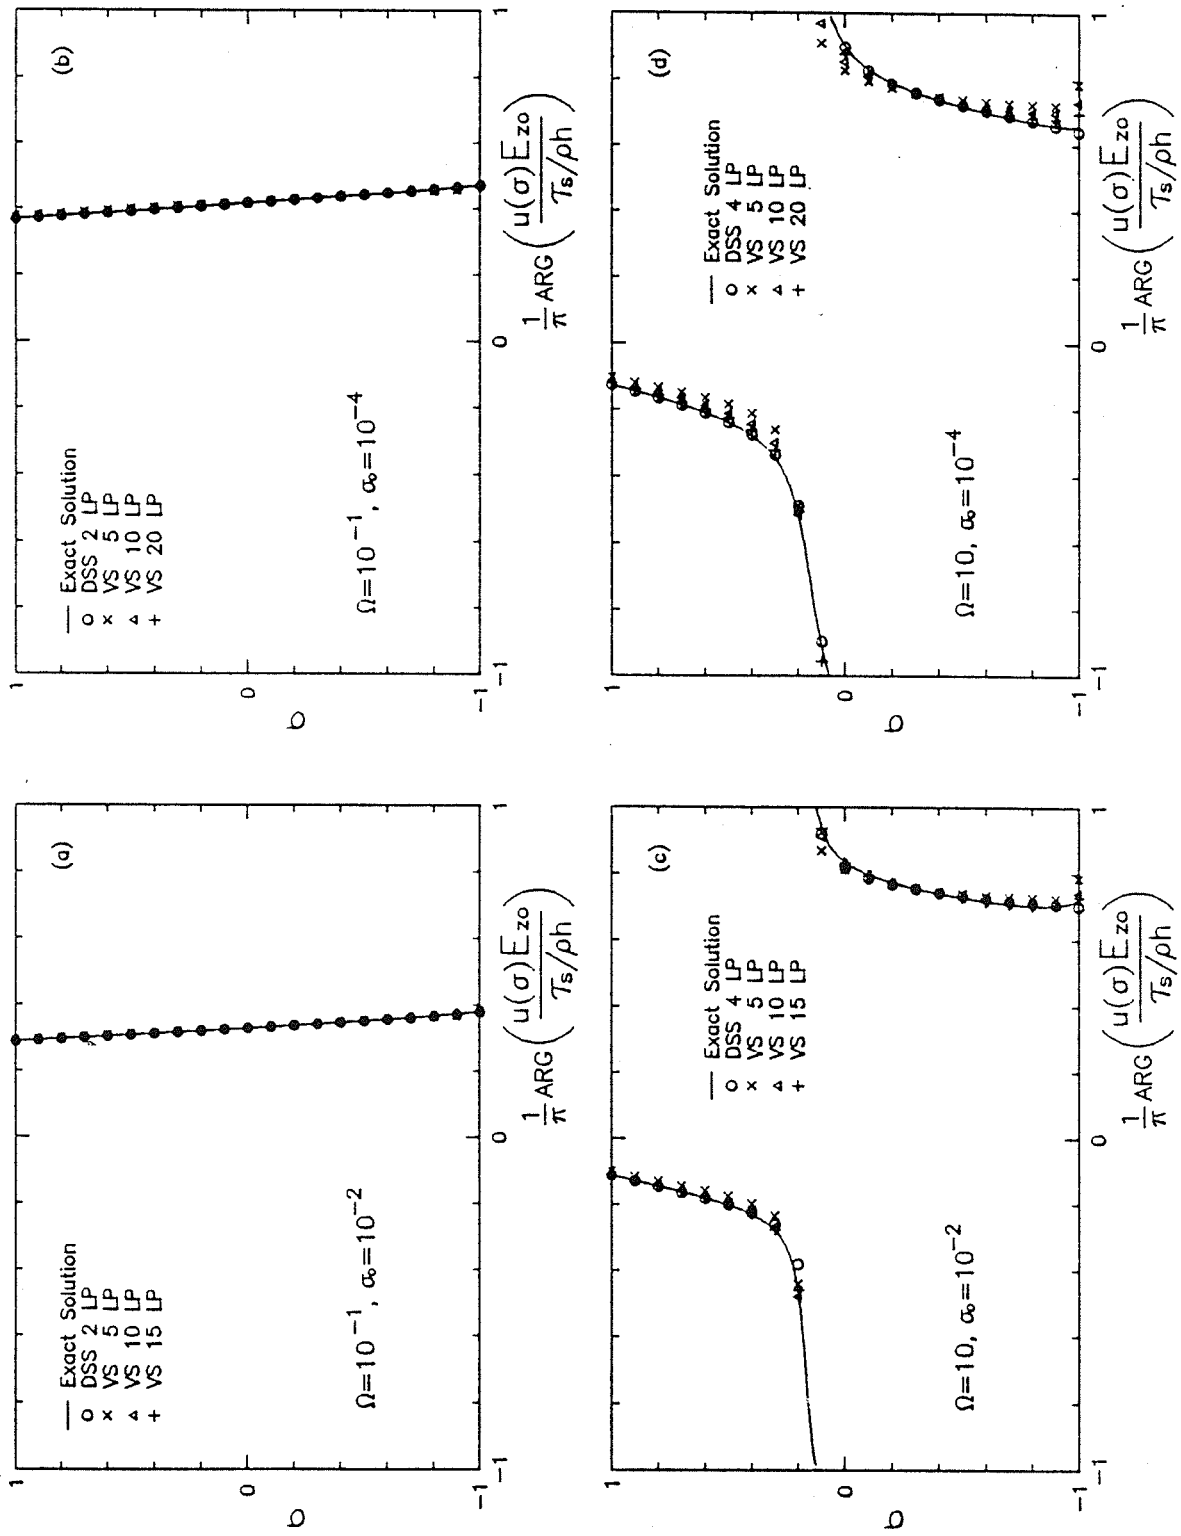 (a)
— Exact Solution
o DSS 2 LP
× VS 5 LP
▵ VS 10 LP
+ VS 15 LP
Ω=10⁻¹, σ₀=10⁻²
1
0
-1
σ
-1
0
1
1/π ARG (u(σ)E_zo / τ_s/ρh)
(b)
— Exact Solution
o DSS 2 LP
× VS 5 LP
▵ VS 10 LP
+ VS 20 LP
Ω=10⁻¹, σ₀=10⁻⁴
1
0
-1
σ
-1
0
1
1/π ARG (u(σ)E_zo / τ_s/ρh)
(c)
— Exact Solution
o DSS 4 LP
× VS 5 LP
▵ VS 10 LP
+ VS 15 LP
Ω=10, σ₀=10⁻²
1
0
-1
σ
-1
0
1
1/π ARG (u(σ)E_zo / τ_s/ρh)
(d)
— Exact Solution
o DSS 4 LP
× VS 5 LP
▵ VS 10 LP
+ VS 20 LP
Ω=10, σ₀=10⁻⁴
1
0
-1
σ
-1
0
1
1/π ARG (u(σ)E_zo / τ_s/ρh)